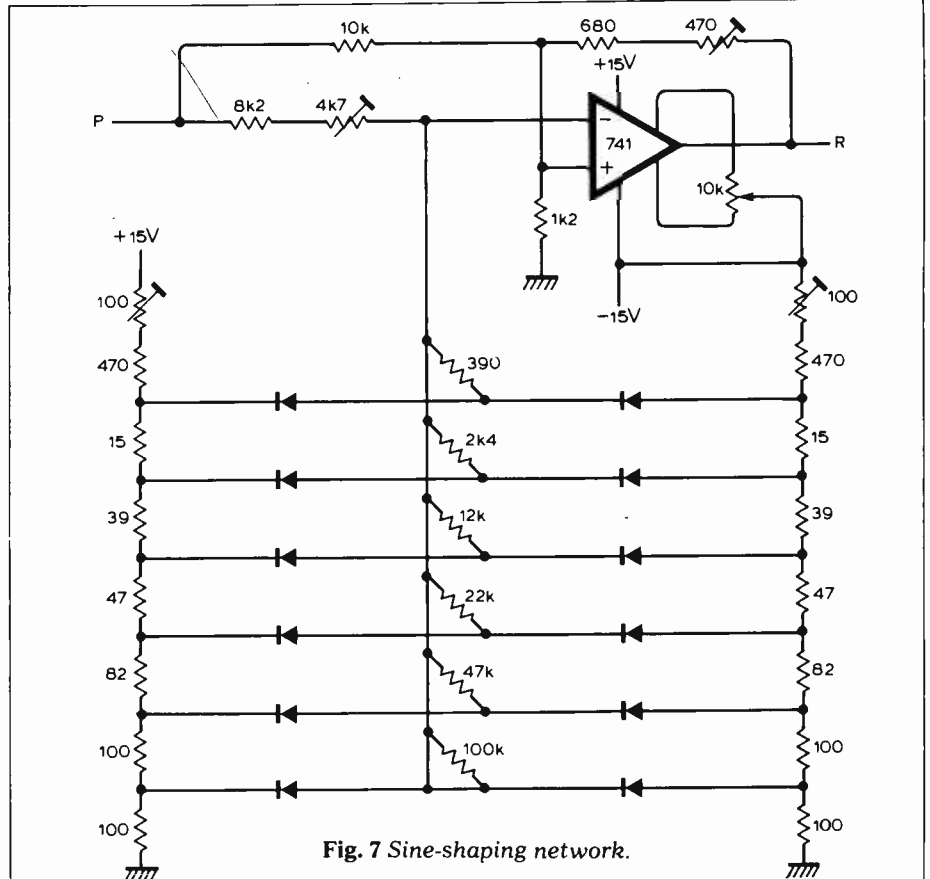 10k
680
470
+15V
P
8k2
4k7
−
741
+
R
10k
1k2
+15V
−15V
100
100
470
390
470
15
2k4
15
39
12k
39
47
22k
47
82
47k
82
100
100k
100
100
100
Fig. 7 Sine-shaping network.